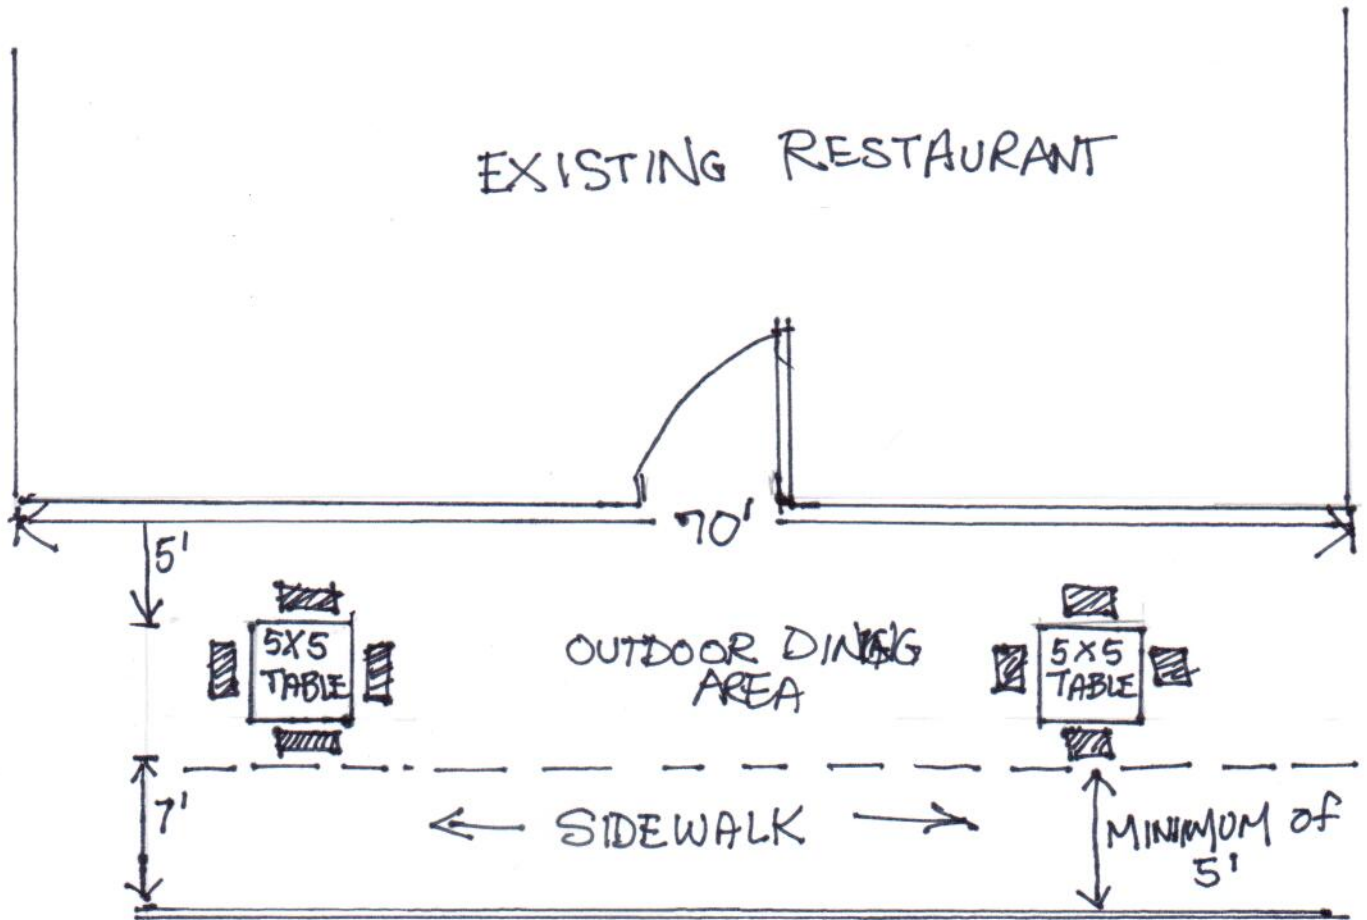 EXISTING RESTAURANT
70'
5'
5X5
TABLE
OUTDOOR DINING
AREA
5X5
TABLE
7'
SIDEWALK
MINIMUM of
5'